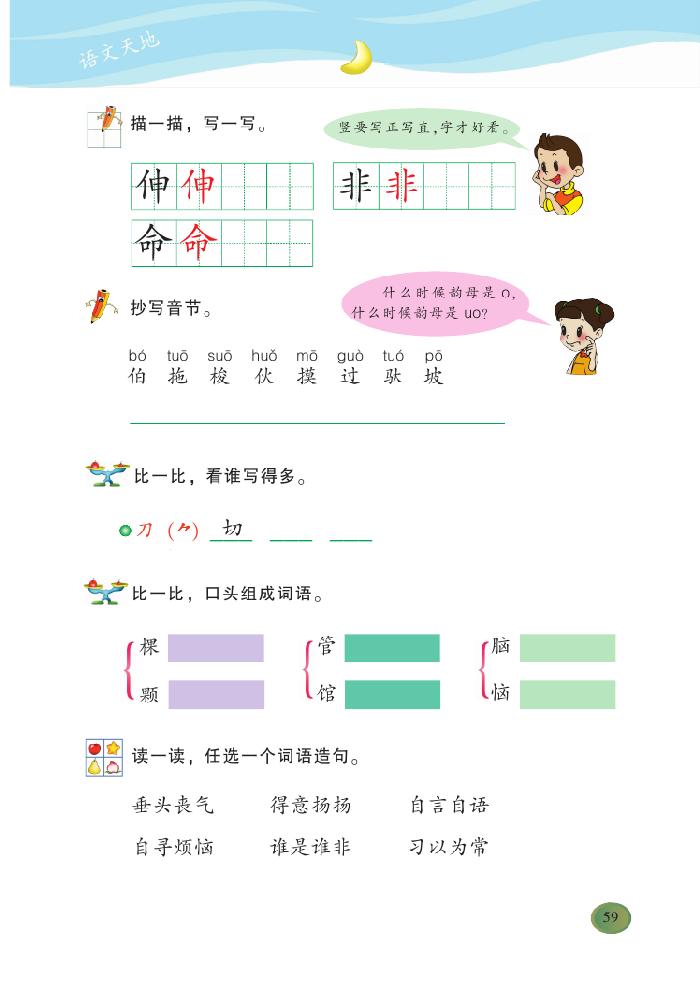 语文天地
描一描，写一写。
竖要写正写直，字才好看。
伸 伸 非 非
命 命
抄写音节。
什么时候韵母是 o，
什么时候韵母是 uo？
bó tuō suō huǒ mō guò tuó pō
伯 拖 梭 伙 摸 过 驮 坡
比一比，看谁写得多。
刀（⺈） 切
比一比，口头组成词语。
棵 管 脑
颗 馆 恼
读一读，任选一个词语造句。
垂头丧气 得意扬扬 自言自语
自寻烦恼 谁是谁非 习以为常
59